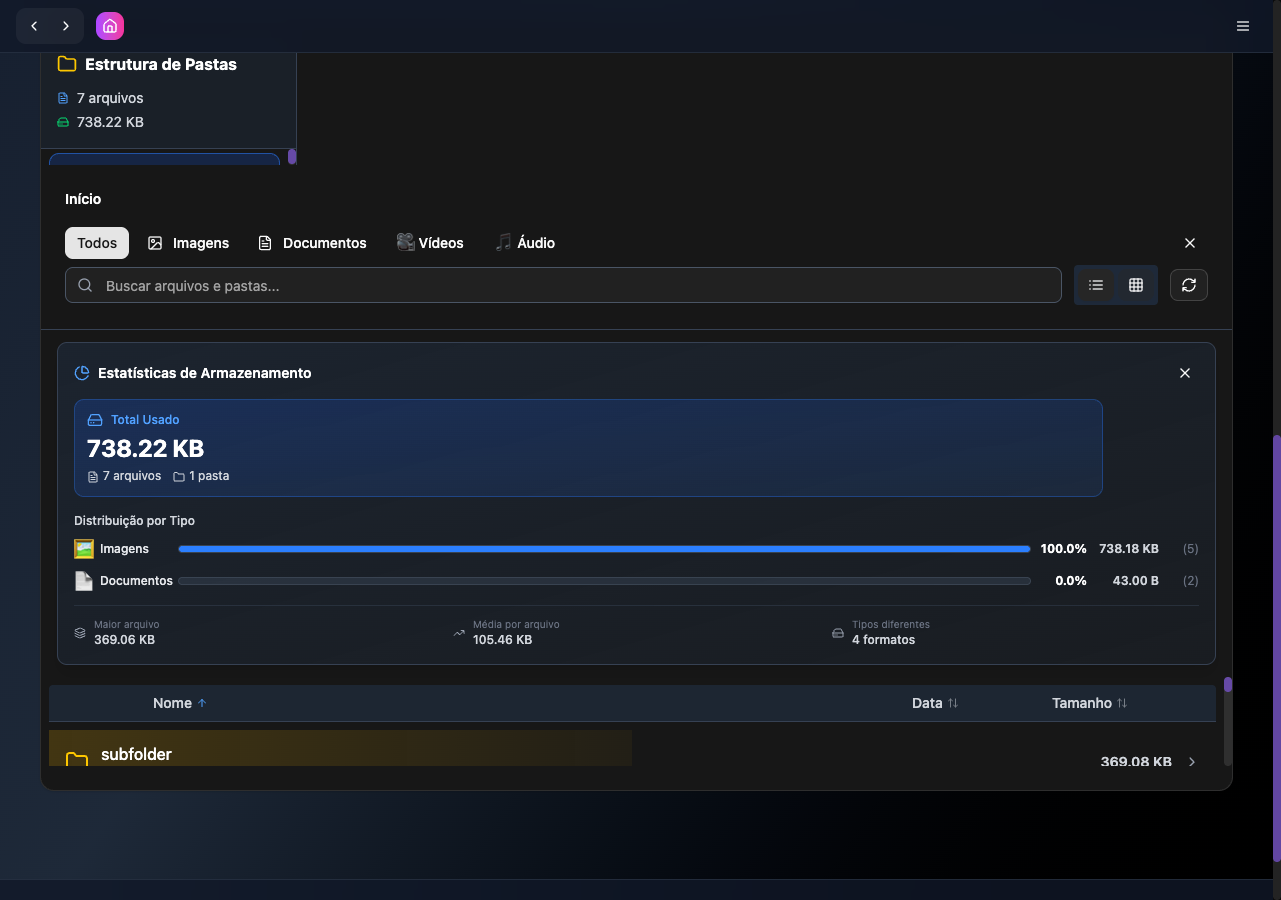 Estrutura de Pastas
7 arquivos
738.22 KB
Início
Todos Imagens Documentos Vídeos Áudio
Buscar arquivos e pastas...
Estatísticas de Armazenamento
Total Usado
738.22 KB
7 arquivos 1 pasta
Distribuição por Tipo
Imagens 100.0% 738.18 KB (5)
Documentos 0.0% 43.00 B (2)
Maior arquivo
369.06 KB
Média por arquivo
105.46 KB
Tipos diferentes
4 formatos
Nome Data Tamanho
subfolder
369.08 KB